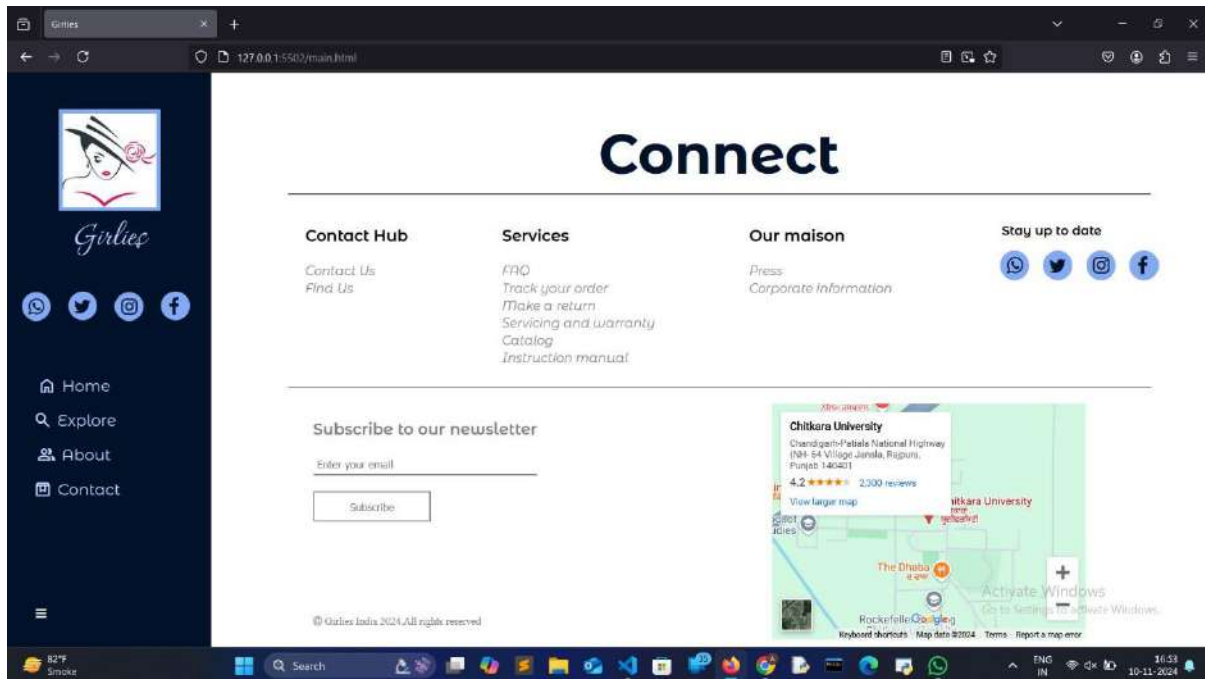 Girlies
127.0.0.1:5502/main.html
Girlies
Home
Explore
About
Contact
Connect
Contact Hub
Contact Us
Find Us
Services
FAQ
Track your order
Make a return
Servicing and warranty
Catalog
Instruction manual
Our maison
Press
Corporate Information
Stay up to date
Subscribe to our newsletter
Enter your email
Subscribe
© Girlies India 2024,All rights reserved
Chitkara University
Chandigarh-Patiala National Highway
(NH- 64 Village Jansla, Rajpura,
Punjab 140401
4.2 2,300 reviews
View larger map
itkara University
The Dhaba
ਦ ਢਾਬਾ
Rockefelle
Google
Keyboard shortcuts Map data ©2024 Terms Report a map error
Activate Windows
Go to Settings to activate Windows.
82°F
Smoke
Search
ENG
IN
16:53
10-11-2024